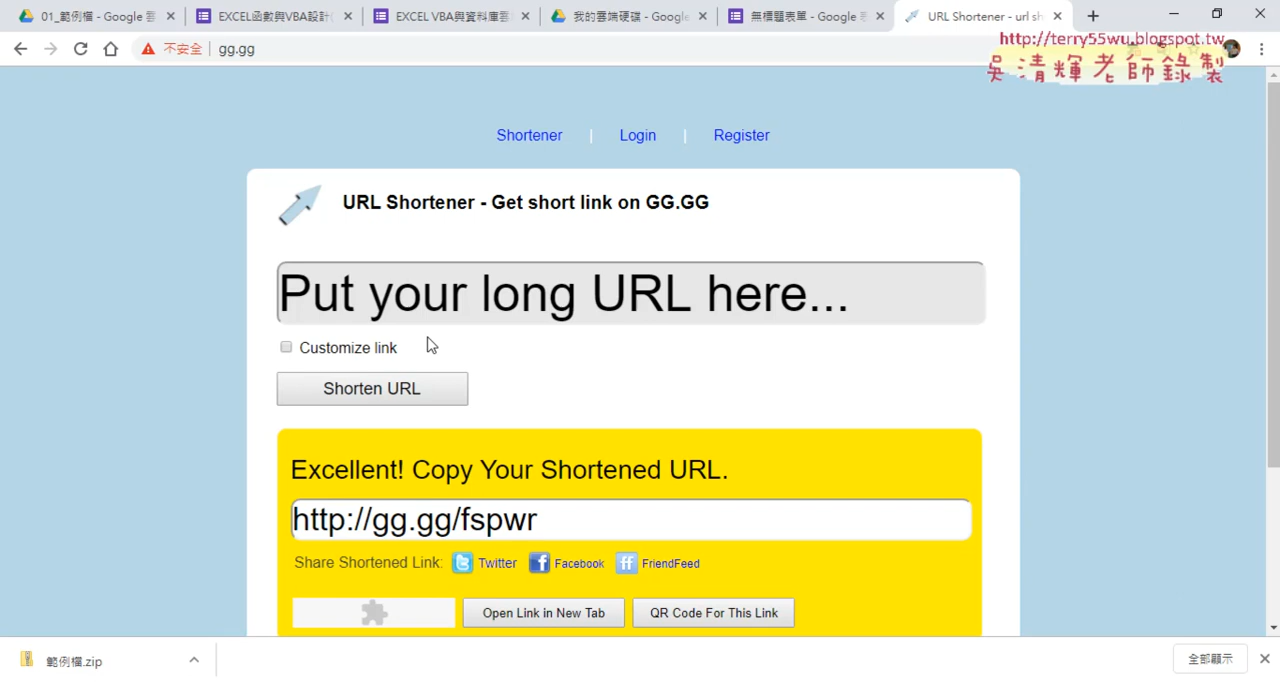 01_範例檔 - Google 雲
EXCEL函數與VBA設計(
EXCEL VBA與資料庫雲
我的雲端硬碟 - Google
無標題表單 - Google
URL Shortener - url sh
不安全 gg.gg
http://terry55wu.blogspot.tw
吳清輝老師錄製
Shortener | Login | Register
URL Shortener - Get short link on GG.GG
Put your long URL here...
Customize link
Shorten URL
Excellent! Copy Your Shortened URL.
http://gg.gg/fspwr
Share Shortened Link: Twitter Facebook FriendFeed
Open Link in New Tab QR Code For This Link
範例檔.zip
全部顯示